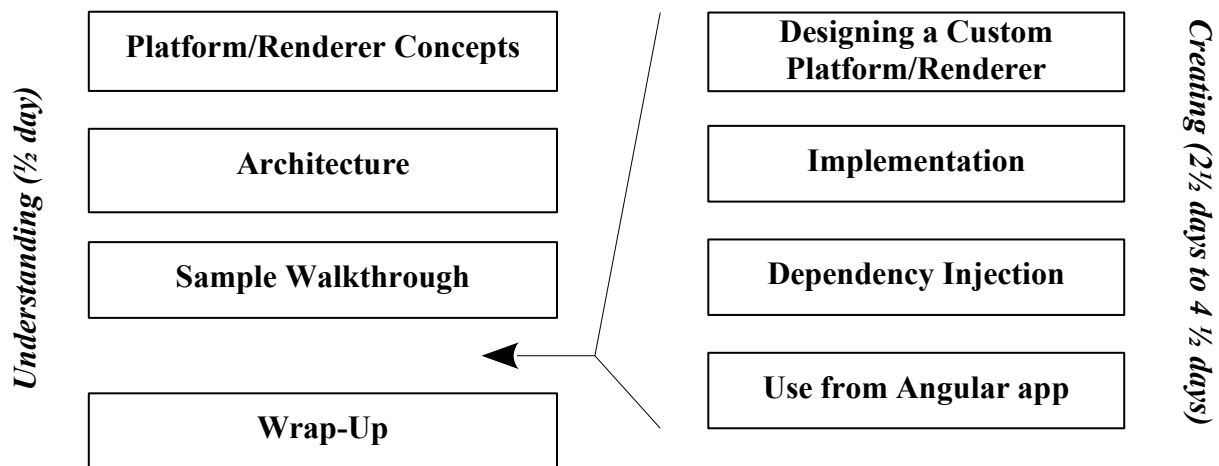 Understanding (½ day)
Platform/Renderer Concepts
Architecture
Sample Walkthrough
Wrap-Up
Designing a Custom
Platform/Renderer
Implementation
Dependency Injection
Use from Angular app
Creating (2½ days to 4 ½ days)